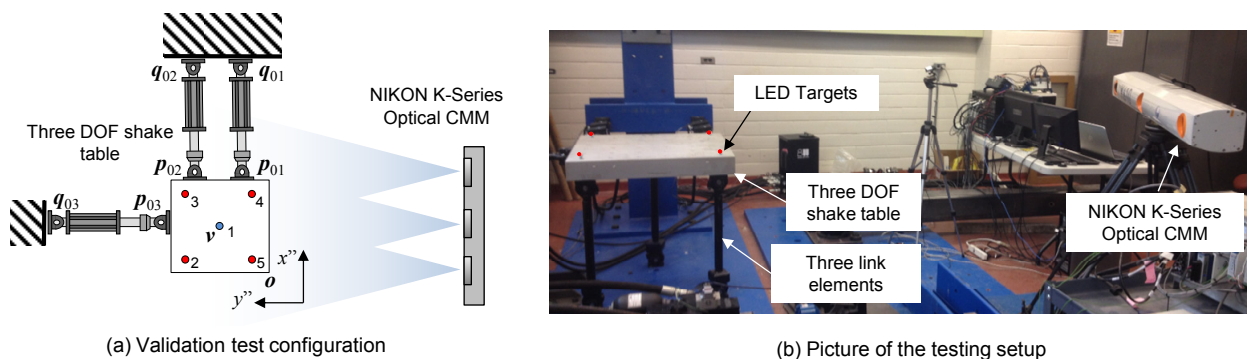 q02
q01
NIKON K-Series
Optical CMM
Three DOF shake
table
p02
p01
q03
p03
3
4
v
1
2
5
o
x''
y''
(a) Validation test configuration
LED Targets
Three DOF
shake table
NIKON K-Series
Optical CMM
Three link
elements
(b) Picture of the testing setup